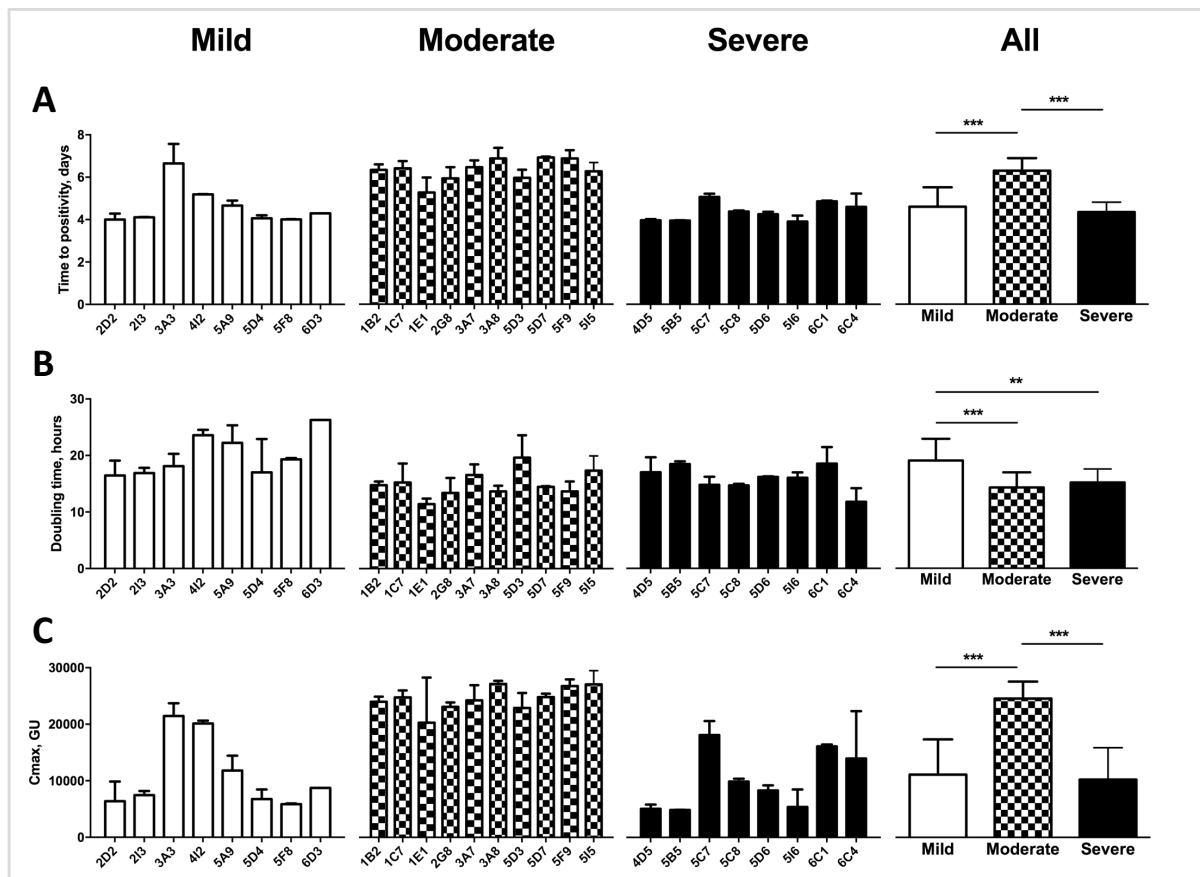 Mild Moderate Severe All
A
*** ***
Time to positivity, days
8
6
4
2
0
2D2 2I3 3A3 4I2 5A9 5D4 5F8 6D3
1B2 1C7 1E1 2G8 3A7 3A8 5D3 5D7 5F9 5I5
4D5 5B5 5C7 5C8 5D6 5I6 6C1 6C4
Mild Moderate Severe
B
**
***
Doubling time, hours
30
20
10
0
2D2 2I3 3A3 4I2 5A9 5D4 5F8 6D3
1B2 1C7 1E1 2G8 3A7 3A8 5D3 5D7 5F9 5I5
4D5 5B5 5C7 5C8 5D6 5I6 6C1 6C4
Mild Moderate Severe
C
*** ***
Cmax, GU
30000
20000
10000
0
2D2 2I3 3A3 4I2 5A9 5D4 5F8 6D3
1B2 1C7 1E1 2G8 3A7 3A8 5D3 5D7 5F9 5I5
4D5 5B5 5C7 5C8 5D6 5I6 6C1 6C4
Mild Moderate Severe